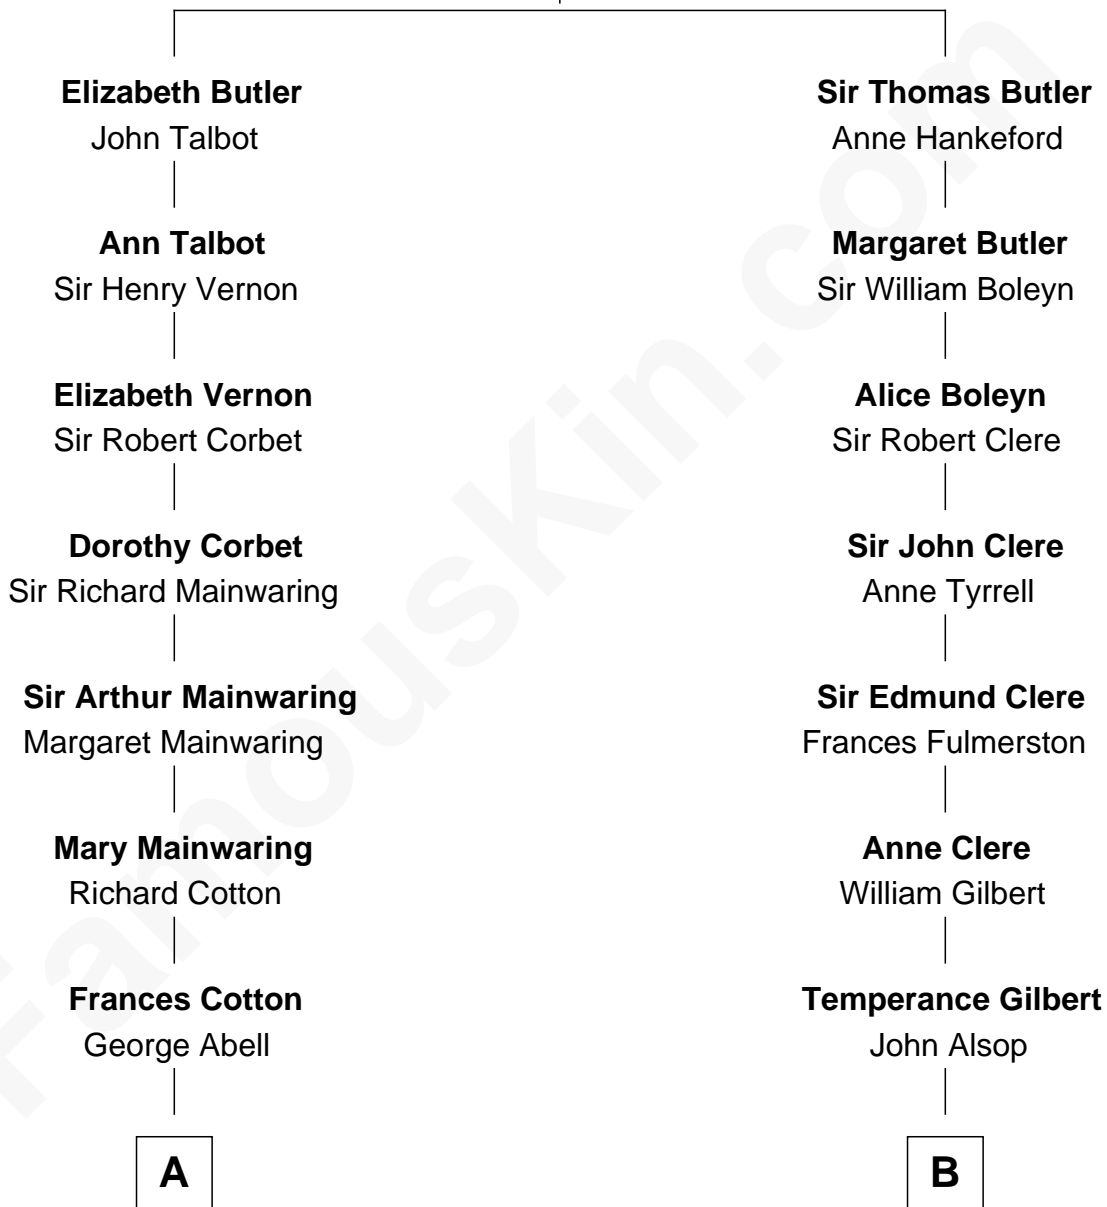 Elizabeth Butler
John Talbot
Ann Talbot
Sir Henry Vernon
Elizabeth Vernon
Sir Robert Corbet
Dorothy Corbet
Sir Richard Mainwaring
Sir Arthur Mainwaring
Margaret Mainwaring
Mary Mainwaring
Richard Cotton
Frances Cotton
George Abell
A
Sir Thomas Butler
Anne Hankeford
Margaret Butler
Sir William Boleyn
Alice Boleyn
Sir Robert Clere
Sir John Clere
Anne Tyrrell
Sir Edmund Clere
Frances Fulmerston
Anne Clere
William Gilbert
Temperance Gilbert
John Alsop
B
FamousKin.com